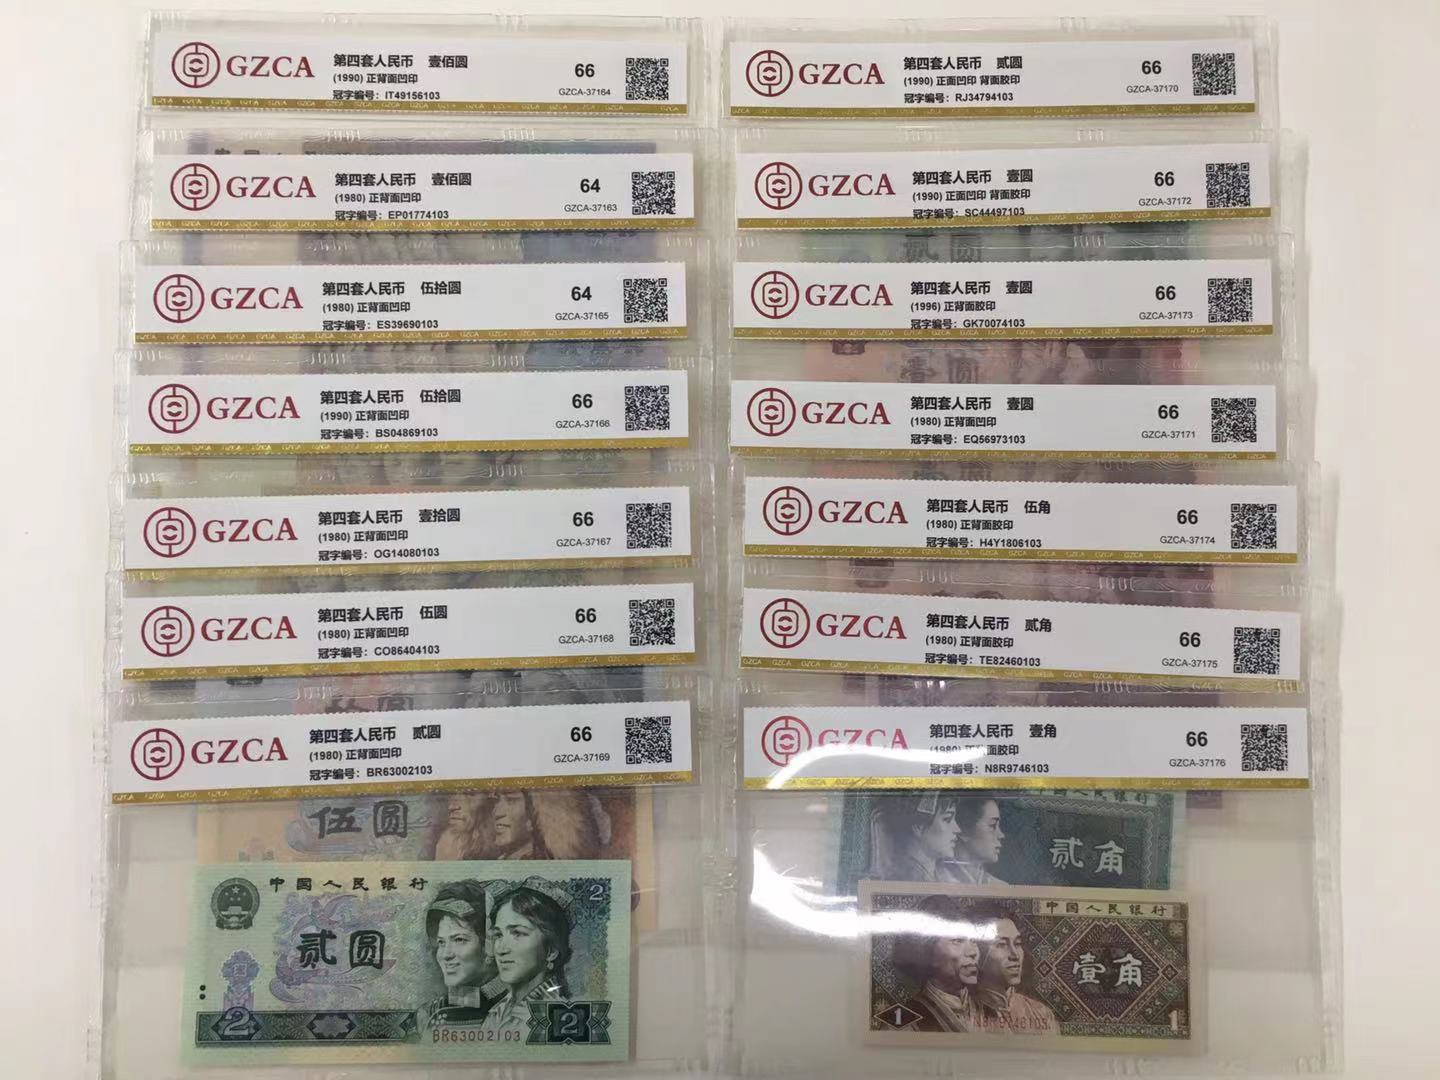 GZCA
第四套人民币 壹佰圆
(1990) 正背面凹印
冠字编号: IT49156103
66
GZCA-37164
GZCA
第四套人民币 壹佰圆
(1980) 正背面凹印
冠字编号: EP01774103
64
GZCA-37163
GZCA
第四套人民币 伍拾圆
(1980) 正背面凹印
冠字编号: ES39690103
64
GZCA-37165
GZCA
第四套人民币 伍拾圆
(1990) 正背面凹印
冠字编号: BS04869103
66
GZCA-37166
GZCA
第四套人民币 壹拾圆
(1980) 正背面凹印
冠字编号: OG14080103
66
GZCA-37167
GZCA
第四套人民币 伍圆
(1980) 正背面凹印
冠字编号: CO86404103
66
GZCA-37168
拾圆
GZCA
第四套人民币 贰圆
(1980) 正背面凹印
冠字编号: BR63002103
66
GZCA-37169
伍圆
中国人民银行
2
贰圆
2
BR63002103
2
GZCA
第四套人民币 贰圆
(1990) 正面凹印 背面胶印
冠字编号: RJ34794103
66
GZCA-37170
GZCA
第四套人民币 壹圆
(1990) 正面凹印 背面胶印
冠字编号: SC44497103
66
GZCA-37172
贰圆
GZCA
第四套人民币 壹圆
(1996) 正背面胶印
冠字编号: GK70074103
66
GZCA-37173
壹圆
GZCA
第四套人民币 壹圆
(1980) 正背面凹印
冠字编号: EQ56973103
66
GZCA-37171
GZCA
第四套人民币 伍角
(1980) 正背面胶印
冠字编号: H4Y1806103
66
GZCA-37174
GZCA
第四套人民币 贰角
(1980) 正背面胶印
冠字编号: TE82460103
66
GZCA-37175
GZCA
第四套人民币 壹角
(1980) 正背面胶印
冠字编号: N8R9746103
66
GZCA-37176
人民银行
贰角
中国人民银行
壹角
1
N8R9746103
1